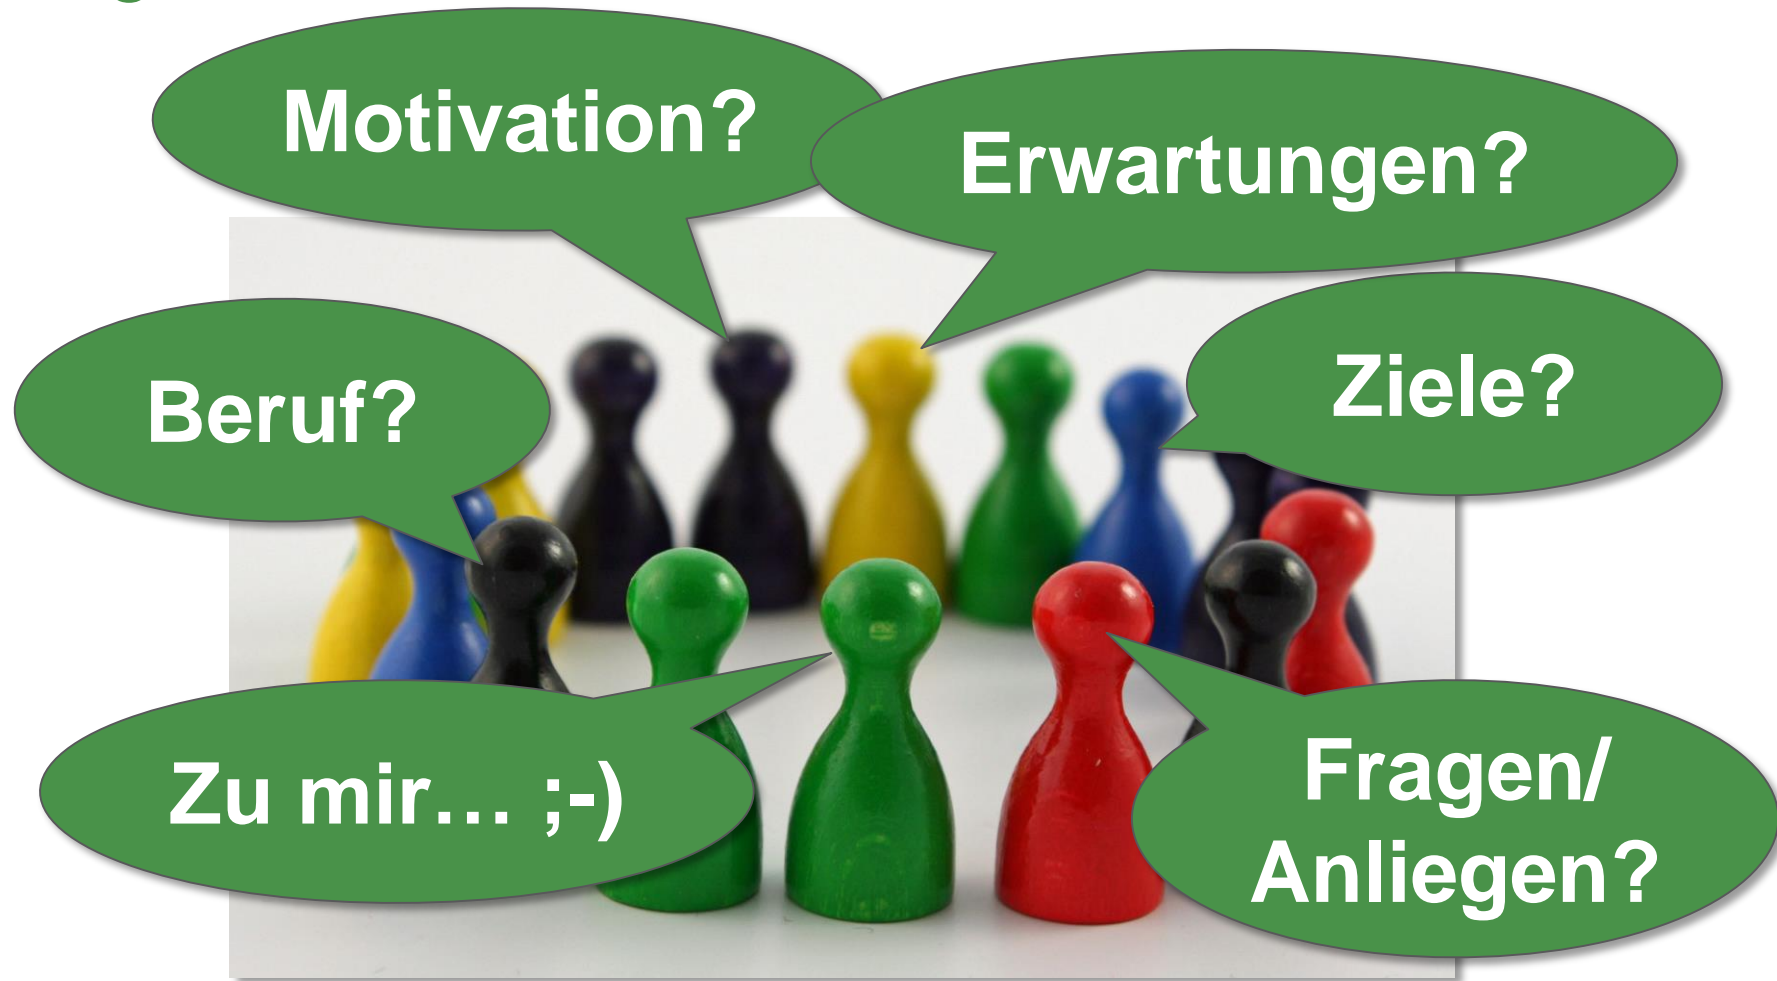 Motivation?
Erwartungen?
Beruf?
Ziele?
Zu mir… ;-)
Fragen/
Anliegen?